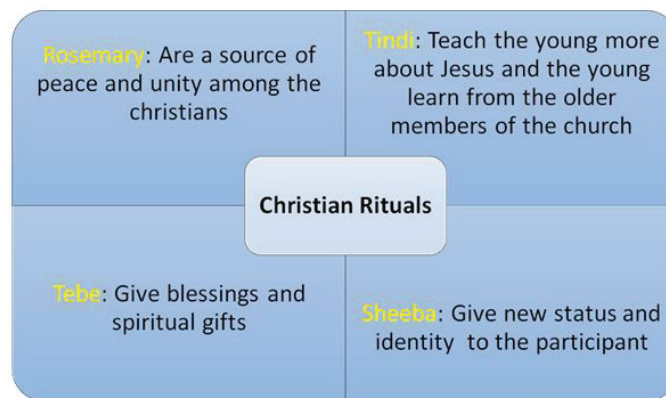 Rosemary: Are a source of
peace and unity among the
christians
Tindi: Teach the young more
about Jesus and the young
learn from the older
members of the church
Christian Rituals
Tebe: Give blessings and
spiritual gifts
Sheeba: Give new status and
identity to the participant